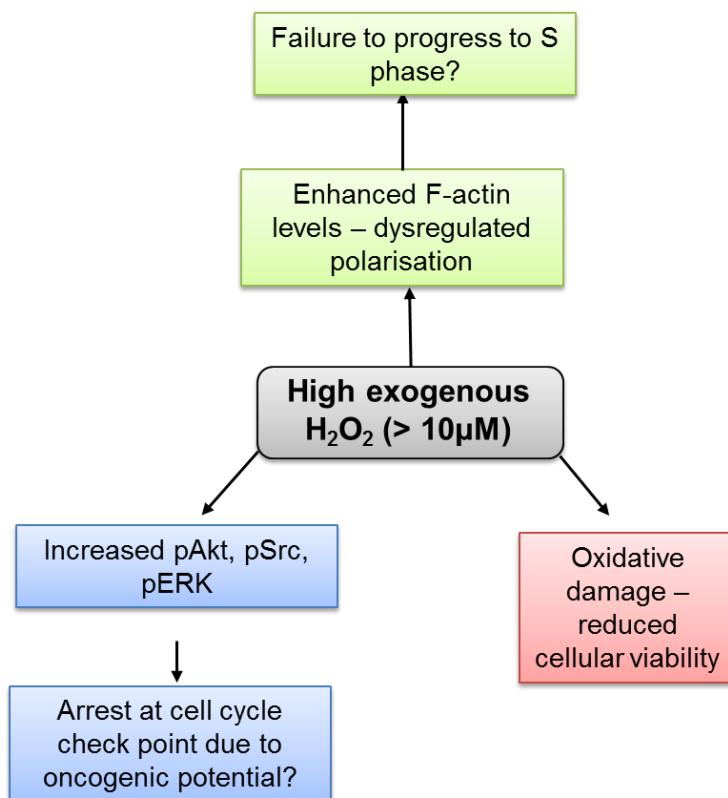 Failure to progress to S
phase?
Enhanced F-actin
levels – dysregulated
polarisation
High exogenous
H₂O₂ (> 10µM)
Increased pAkt, pSrc,
pERK
Oxidative
damage –
reduced
cellular viability
Arrest at cell cycle
check point due to
oncogenic potential?